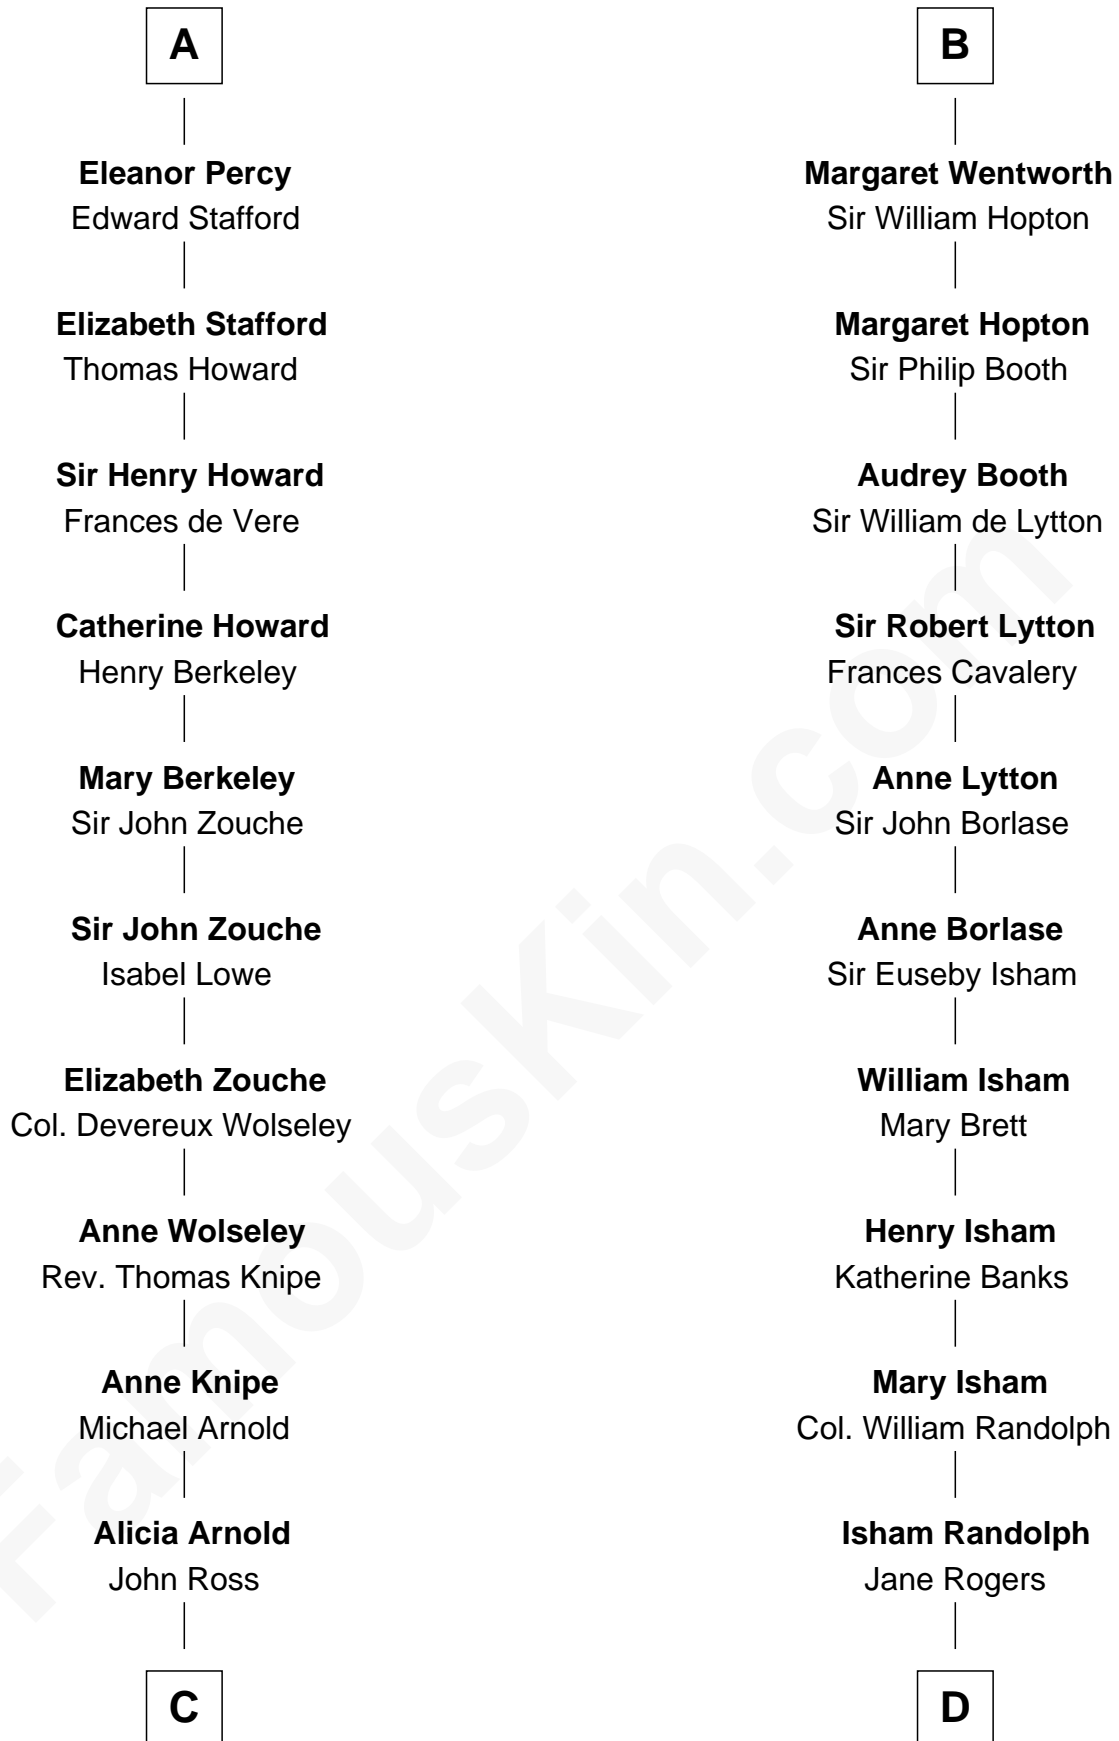 A
Eleanor Percy
Edward Stafford
Elizabeth Stafford
Thomas Howard
Sir Henry Howard
Frances de Vere
Catherine Howard
Henry Berkeley
Mary Berkeley
Sir John Zouche
Sir John Zouche
Isabel Lowe
Elizabeth Zouche
Col. Devereux Wolseley
Anne Wolseley
Rev. Thomas Knipe
Anne Knipe
Michael Arnold
Alicia Arnold
John Ross
C
B
Margaret Wentworth
Sir William Hopton
Margaret Hopton
Sir Philip Booth
Audrey Booth
Sir William de Lytton
Sir Robert Lytton
Frances Cavalery
Anne Lytton
Sir John Borlase
Anne Borlase
Sir Euseby Isham
William Isham
Mary Brett
Henry Isham
Katherine Banks
Mary Isham
Col. William Randolph
Isham Randolph
Jane Rogers
D
FamousKin.com